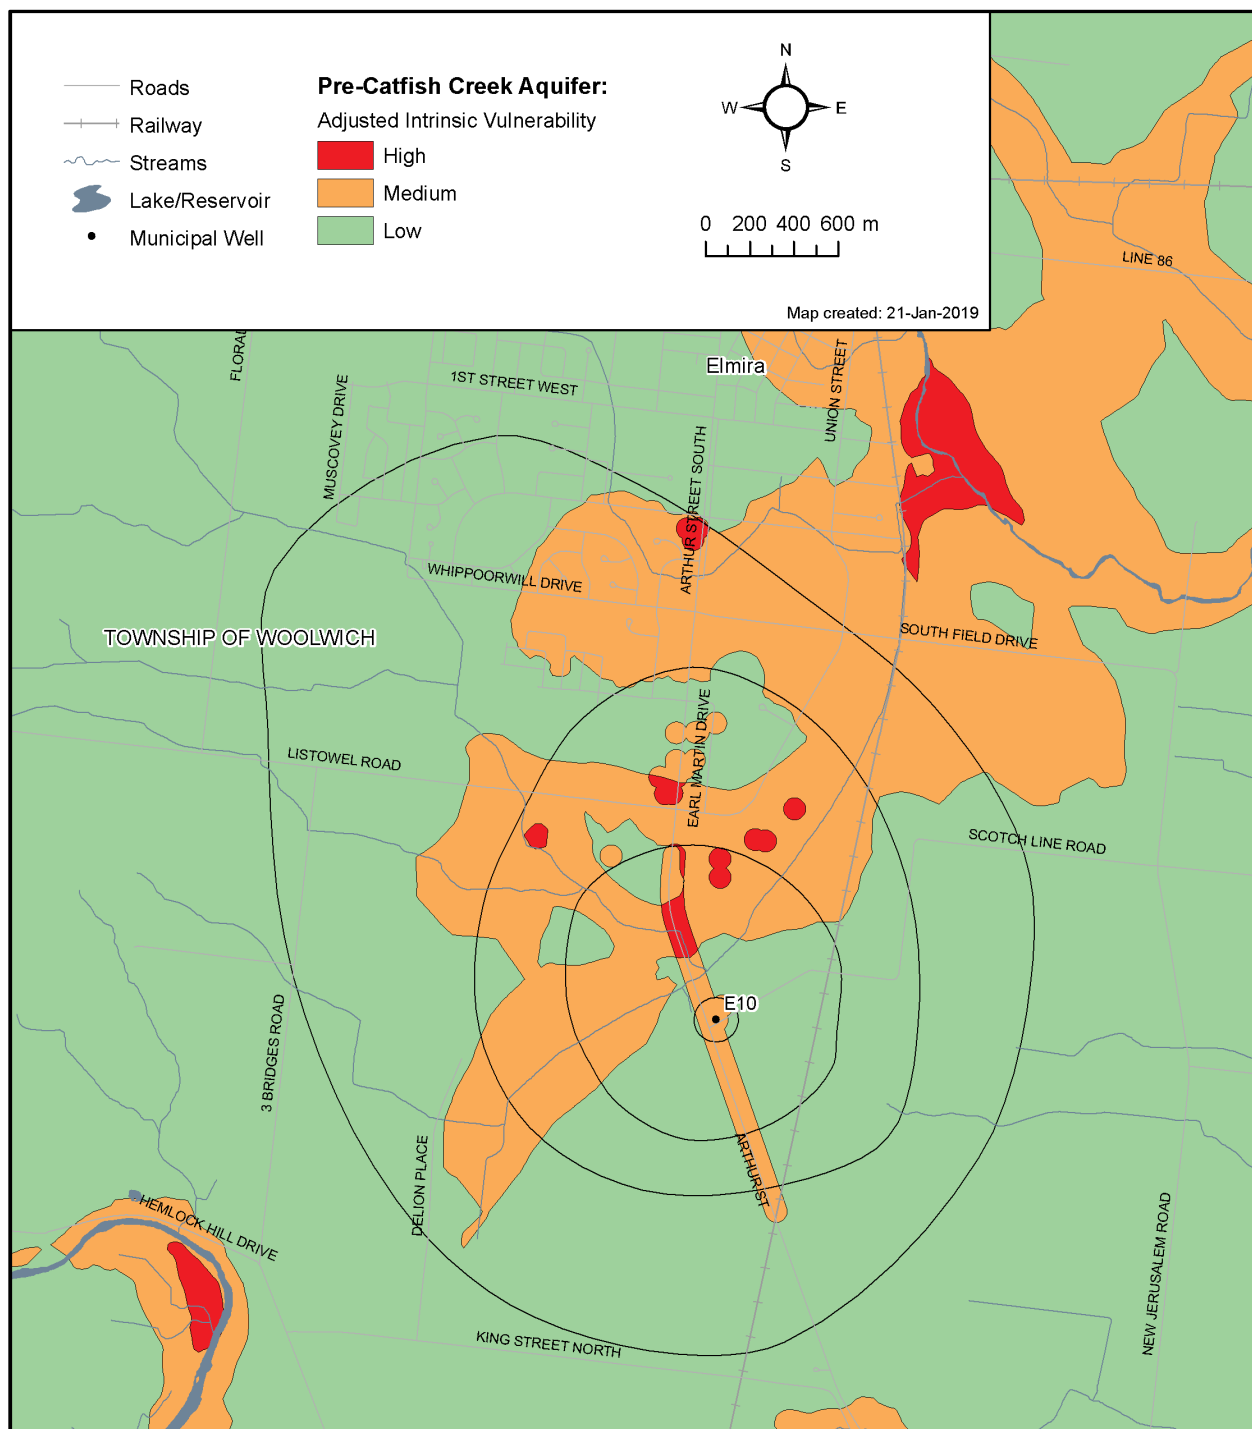 Roads
Railway
Streams
Lake/Reservoir
Municipal Well
Pre-Catfish Creek Aquifer:
Adjusted Intrinsic Vulnerability
High
Medium
Low
N
W E
S
0 200 400 600 m
Map created: 21-Jan-2019
LINE 86
Elmira
UNION STREET
1ST STREET WEST
MUSCOVEY DRIVE
ARTHUR STREET SOUTH
WHIPPOORWILL DRIVE
TOWNSHIP OF WOOLWICH
SOUTH FIELD DRIVE
EARL MARTIN DRIVE
LISTOWEL ROAD
SCOTCH LINE ROAD
E10
3 BRIDGES ROAD
DELION PLACE
ARTHUR ST
HEMLOCK HILL DRIVE
NEW JERUSALEM ROAD
KING STREET NORTH